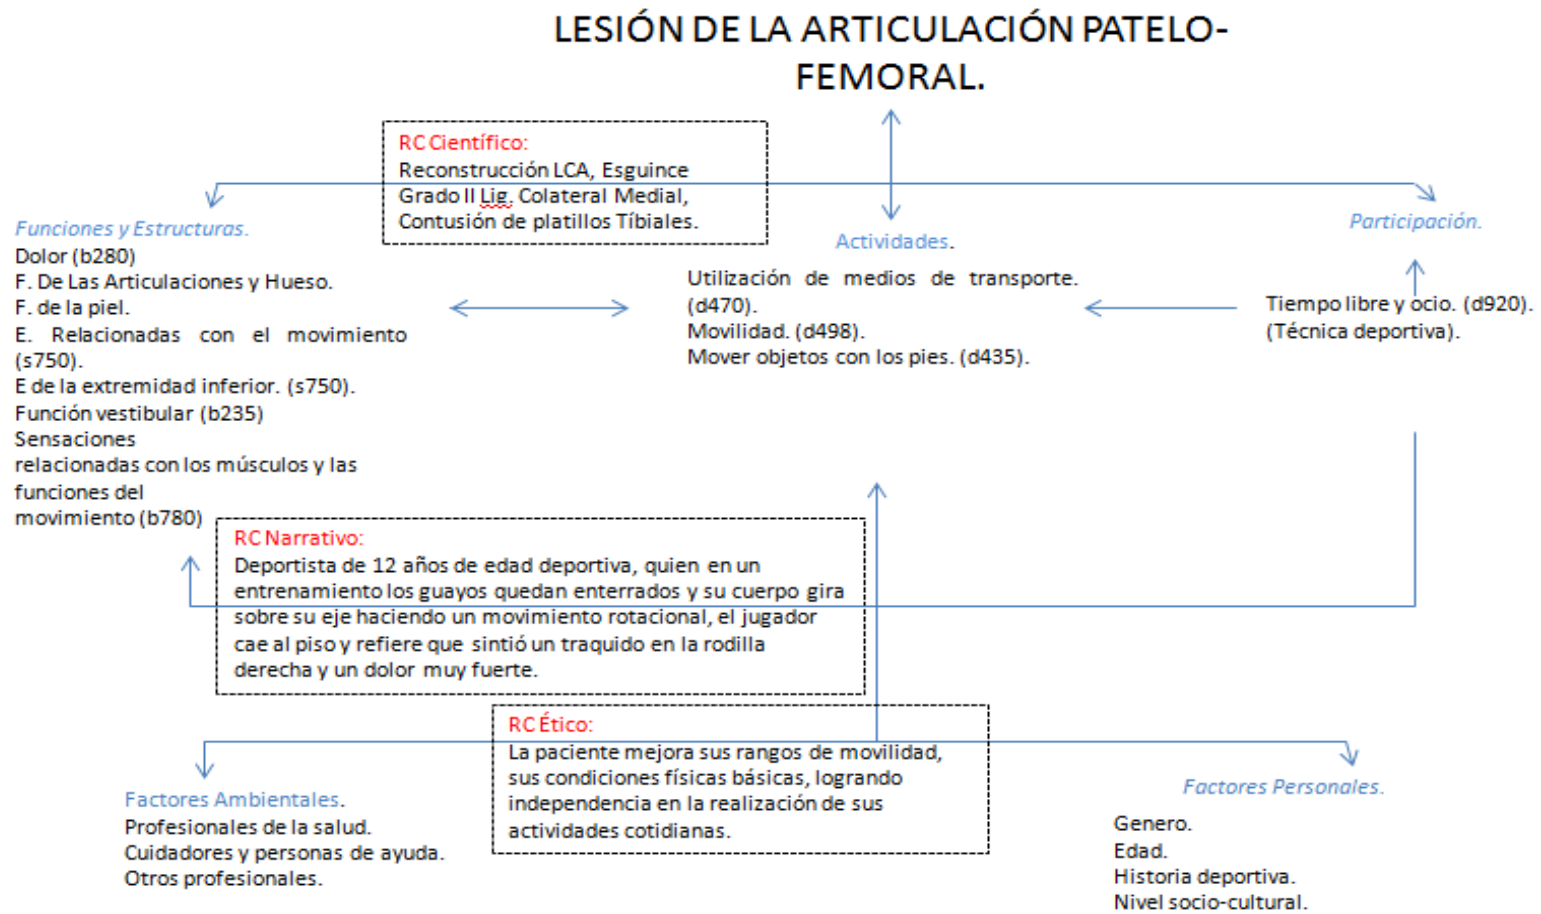 LESIÓN DE LA ARTICULACIÓN PATELO-
FEMORAL.
RC Científico:
Reconstrucción LCA, Esguince
Grado II Lig. Colateral Medial,
Contusión de platillos Tíbiales.
Funciones y Estructuras.
Dolor (b280)
F. De Las Articulaciones y Hueso.
F. de la piel.
E. Relacionadas con el movimiento
(s750).
E de la extremidad inferior. (s750).
Función vestibular (b235)
Sensaciones
relacionadas con los músculos y las
funciones del
movimiento (b780)
Actividades.
Utilización de medios de transporte.
(d470).
Movilidad. (d498).
Mover objetos con los pies. (d435).
Participación.
Tiempo libre y ocio. (d920).
(Técnica deportiva).
RC Narrativo:
Deportista de 12 años de edad deportiva, quien en un
entrenamiento los guayos quedan enterrados y su cuerpo gira
sobre su eje haciendo un movimiento rotacional, el jugador
cae al piso y refiere que sintió un traquido en la rodilla
derecha y un dolor muy fuerte.
RC Ético:
La paciente mejora sus rangos de movilidad,
sus condiciones físicas básicas, logrando
independencia en la realización de sus
actividades cotidianas.
Factores Ambientales.
Profesionales de la salud.
Cuidadores y personas de ayuda.
Otros profesionales.
Factores Personales.
Genero.
Edad.
Historia deportiva.
Nivel socio-cultural.